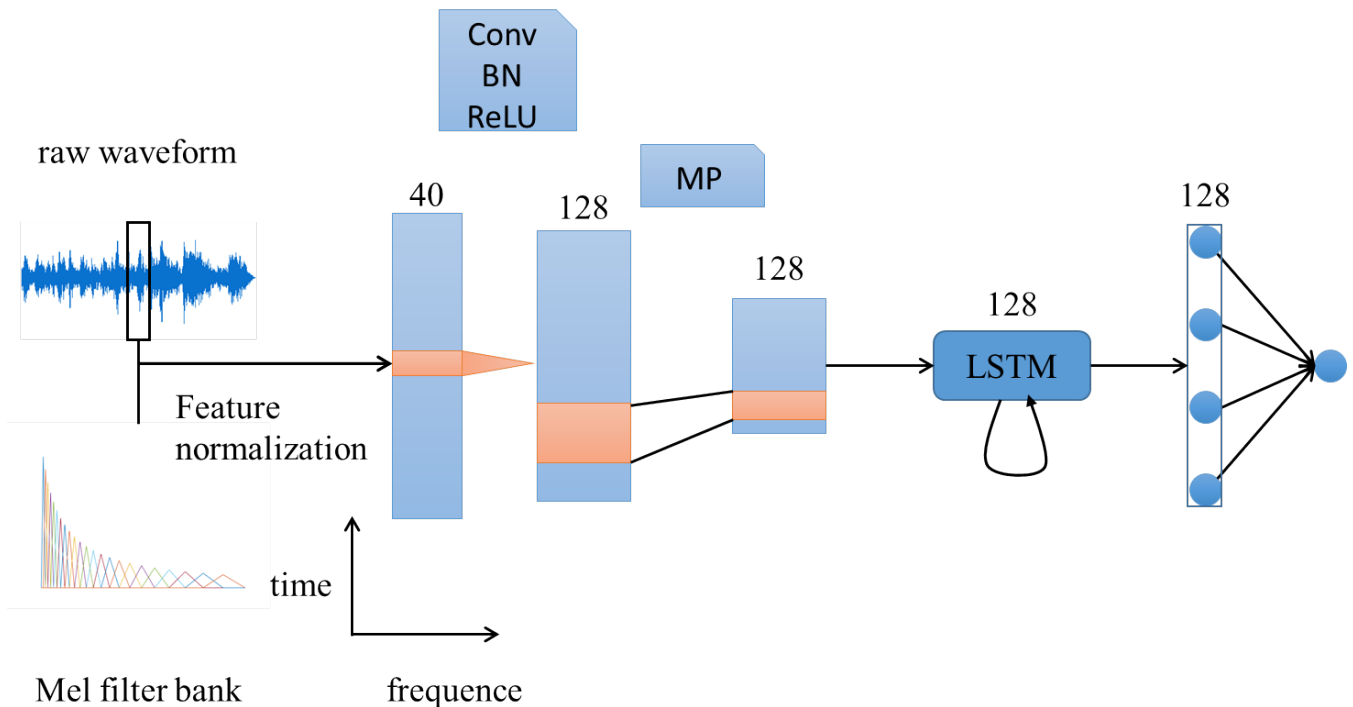 Conv
BN
ReLU
raw waveform
MP
40
128
128
128
128
LSTM
Feature
normalization
time
Mel filter bank
frequence